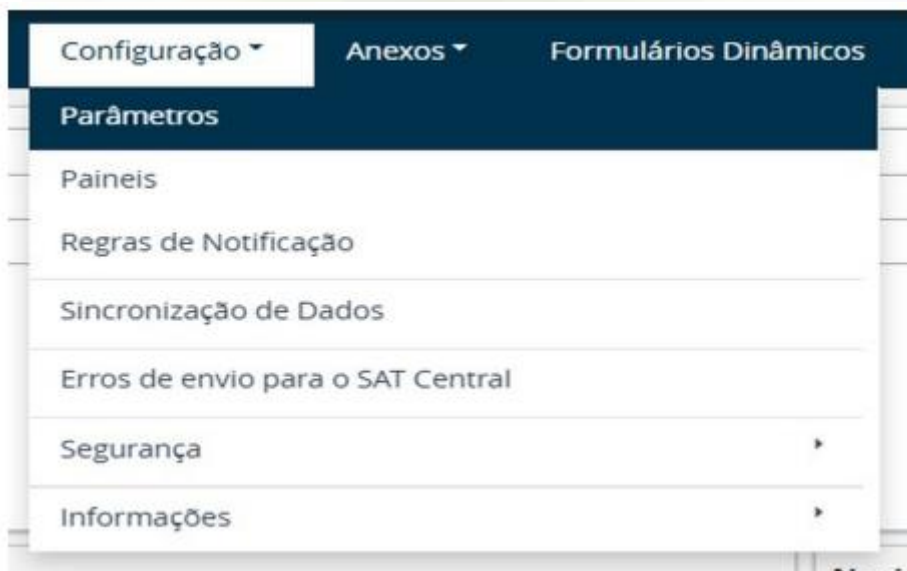 Configuração Anexos Formulários Dinâmicos
Parâmetros
Paineis
Regras de Notificação
Sincronização de Dados
Erros de envio para o SAT Central
Segurança
Informações